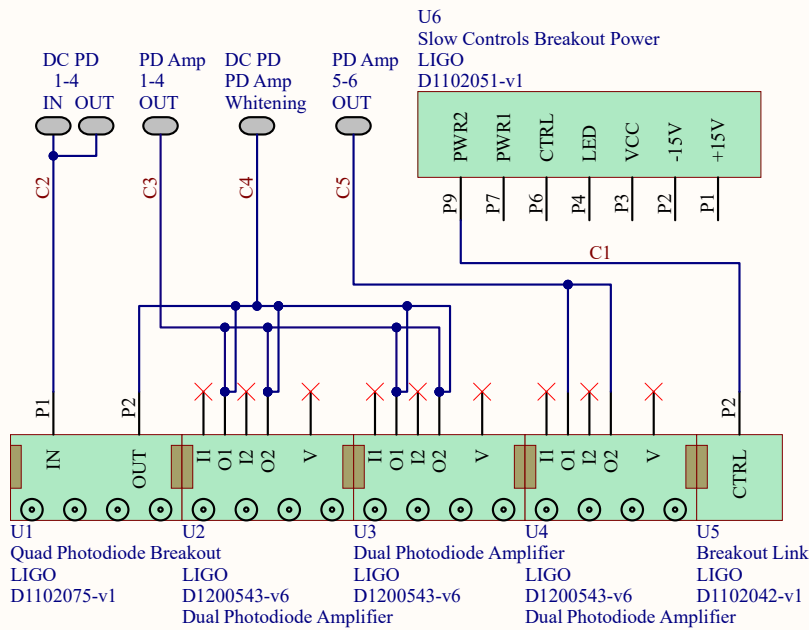 U6
Slow Controls Breakout Power
LIGO
D1102051-v1
DC PD
1-4
IN OUT
PD Amp
1-4
OUT
DC PD
PD Amp
Whitening
PD Amp
5-6
OUT
PWR2 PWR1 CTRL LED VCC -15V +15V
P9 P7 P6 P4 P3 P2 P1
C2 C3 C4 C5
C1
P1 P2 P2
IN OUT I1 O1 I2 O2 V I1 O1 I2 O2 V I1 O1 I2 O2 V CTRL
U1
Quad Photodiode Breakout
LIGO
D1102075-v1
U2
LIGO
D1200543-v6
Dual Photodiode Amplifier
U3
Dual Photodiode Amplifier
LIGO
D1200543-v6
U4
LIGO
D1200543-v6
Dual Photodiode Amplifier
U5
Breakout Link
LIGO
D1102042-v1